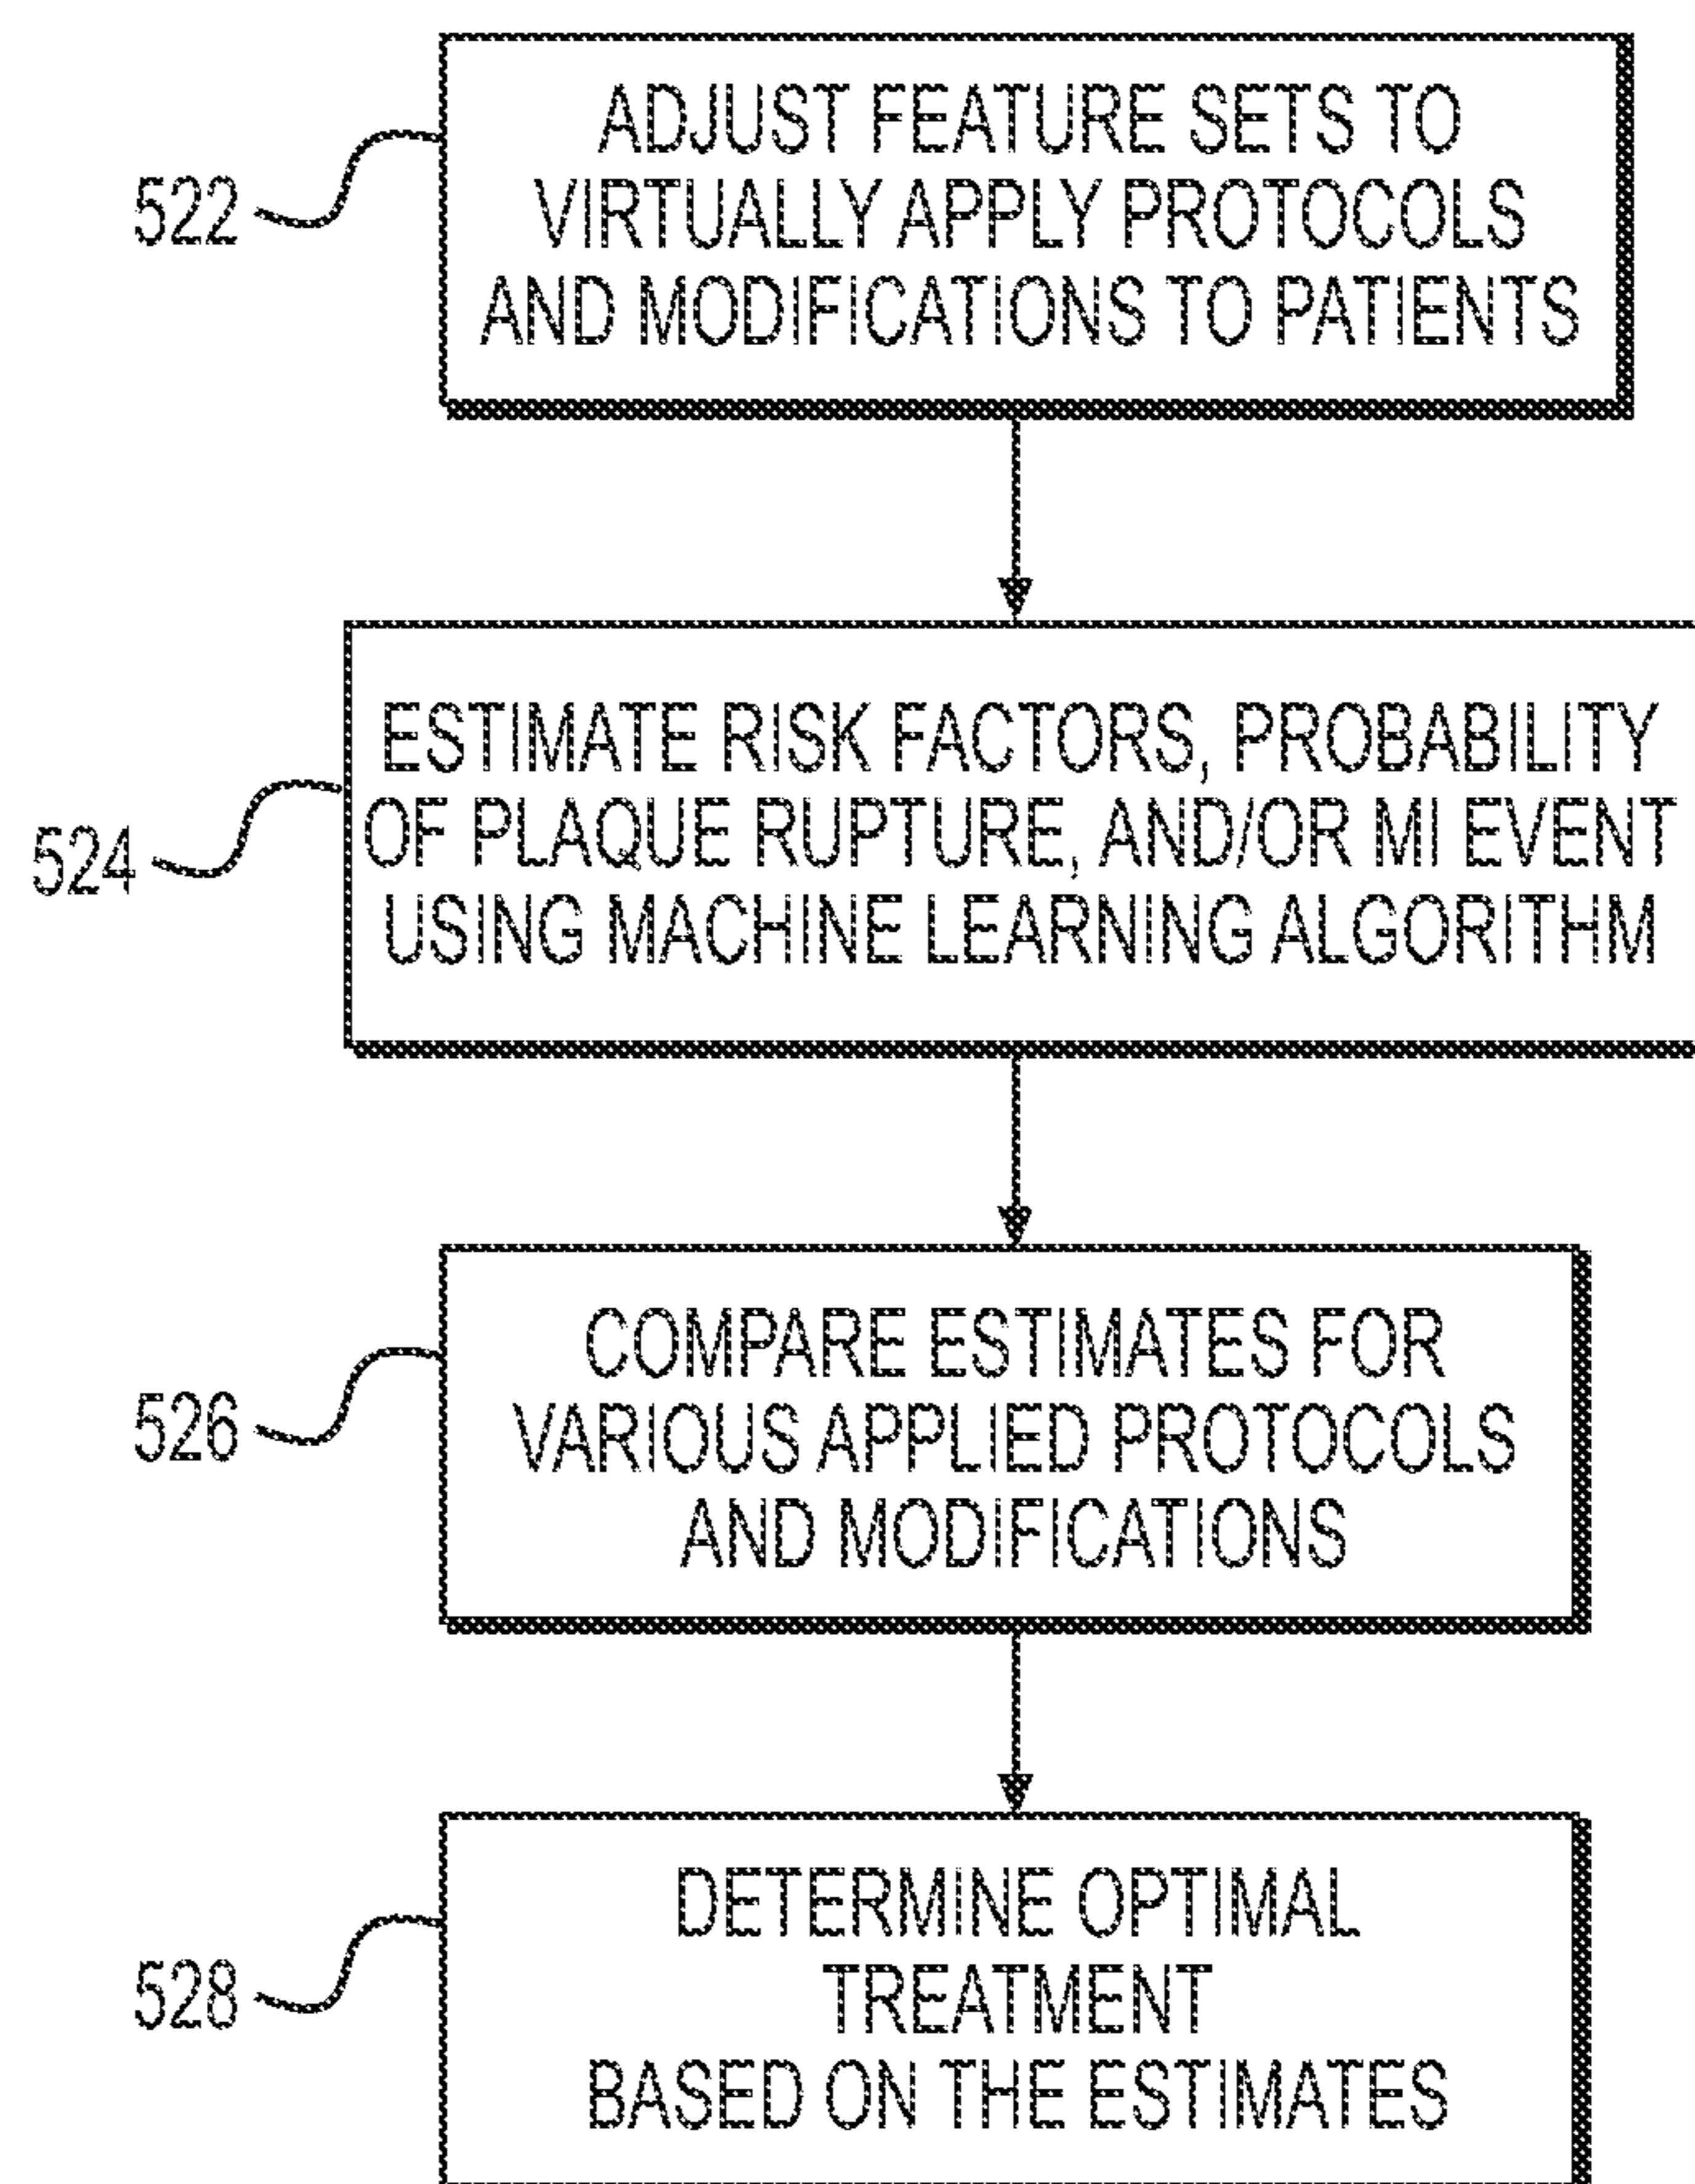 522
ADJUST FEATURE SETS TO
VIRTUALLY APPLY PROTOCOLS
AND MODIFICATIONS TO PATIENTS
524
ESTIMATE RISK FACTORS, PROBABILITY
OF PLAQUE RUPTURE, AND/OR MI EVENT
USING MACHINE LEARNING ALGORITHM
526
COMPARE ESTIMATES FOR
VARIOUS APPLIED PROTOCOLS
AND MODIFICATIONS
528
DETERMINE OPTIMAL
TREATMENT
BASED ON THE ESTIMATES